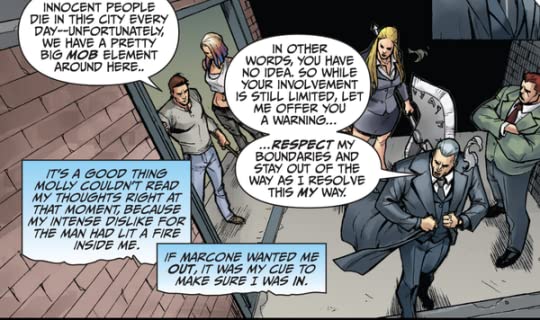 INNOCENT PEOPLE
DIE IN THIS CITY EVERY
DAY--UNFORTUNATELY,
WE HAVE A PRETTY
BIG MOB ELEMENT
AROUND HERE..
IN OTHER
WORDS, YOU HAVE
NO IDEA. SO WHILE
YOUR INVOLVEMENT
IS STILL LIMITED, LET
ME OFFER YOU
A WARNING...
...RESPECT MY
BOUNDARIES AND
STAY OUT OF
THE WAY AS I RESOLVE
THIS MY WAY.
IT'S A GOOD THING
MOLLY COULDN'T READ
MY THOUGHTS RIGHT AT
THAT MOMENT, BECAUSE
MY INTENSE DISLIKE FOR
THE MAN HAD LIT A FIRE
INSIDE ME.
IF MARCONE WANTED ME
OUT, IT WAS MY CUE TO
MAKE SURE I WAS IN.